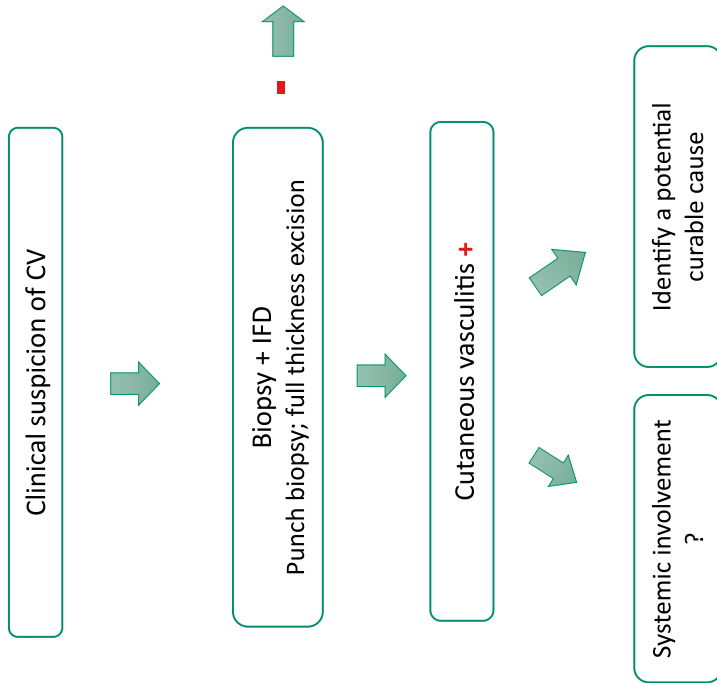 Clinical suspicion of CV
Biopsy + IFD
Punch biopsy; full thickness excision
-
Cutaneous vasculitis +
Systemic involvement
?
Identify a potential
curable cause